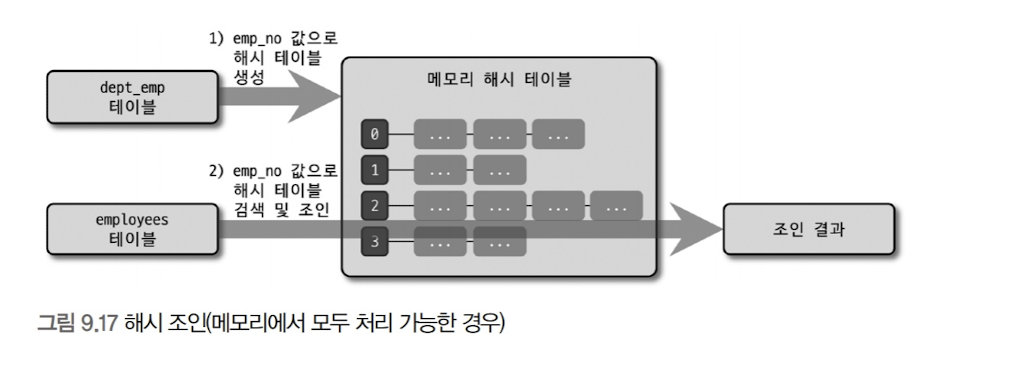 1) emp_no 값으로
해시 테이블
생성
dept_emp
테이블
메모리 해시 테이블
0 ... ... ...
1 ... ...
2 ... ... ... ...
3 ... ...
2) emp_no 값으로
해시 테이블
검색 및 조인
employees
테이블
조인 결과
그림 9.17 해시 조인(메모리에서 모두 처리 가능한 경우)